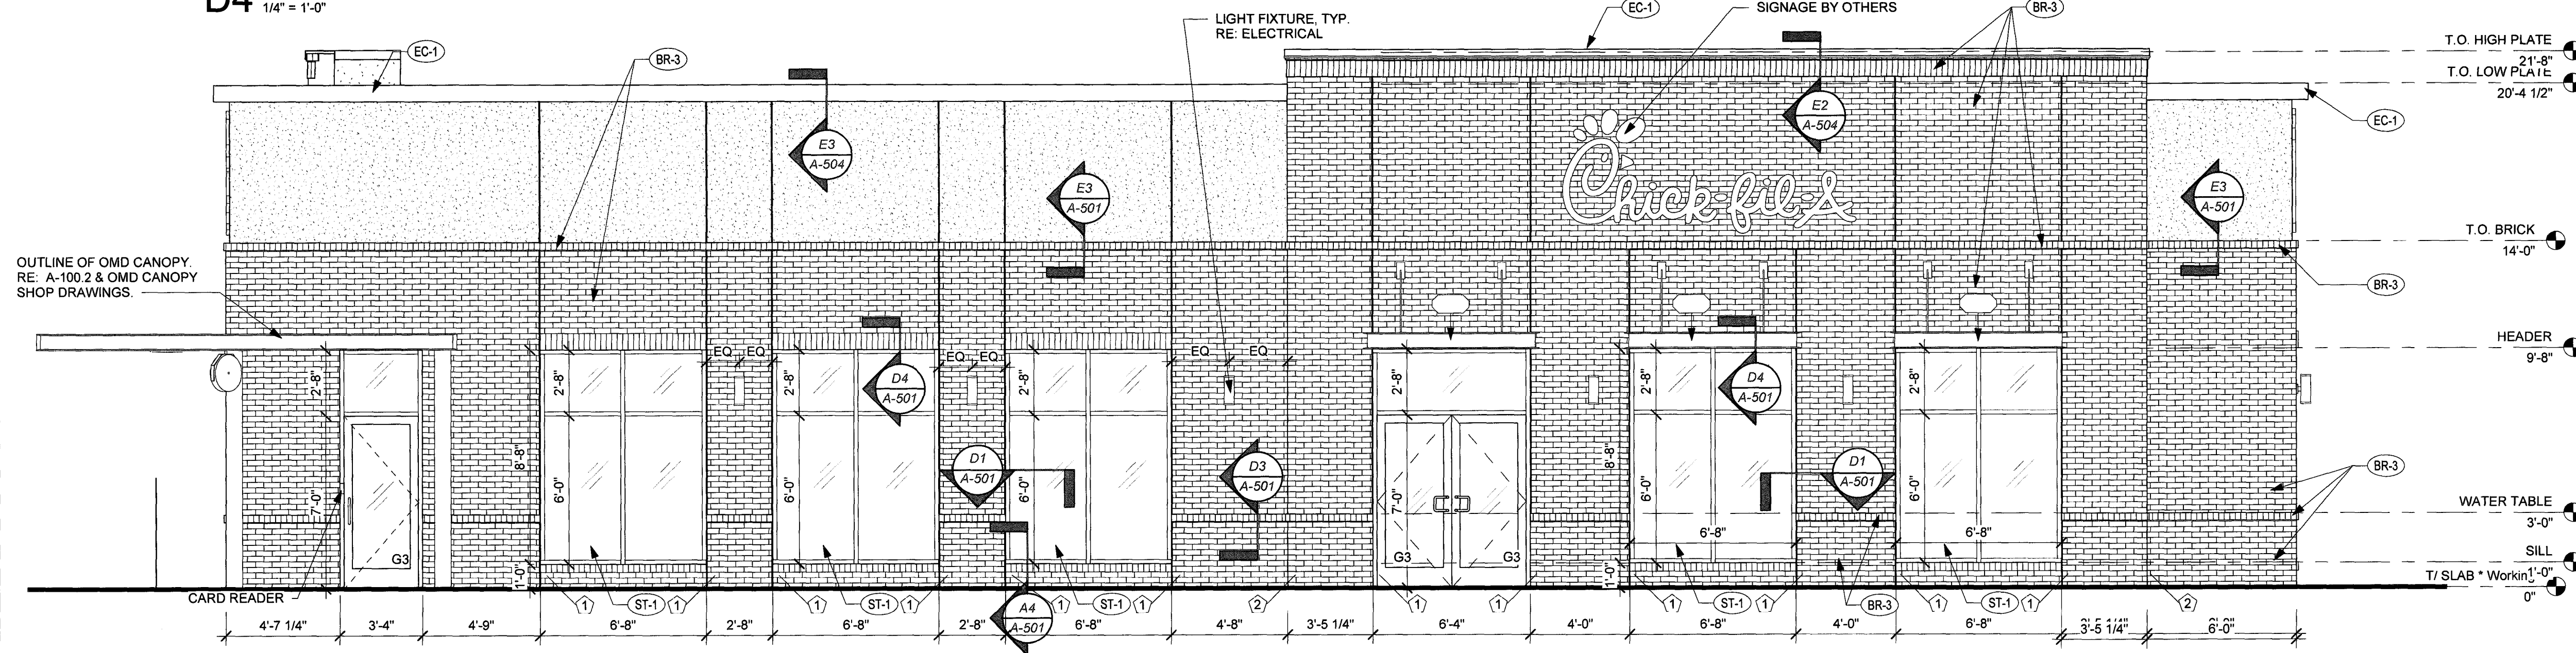 D4 1/4" = 1'-0"
EC-1
BR-3
LIGHT FIXTURE, TYP.
RE: ELECTRICAL
EC-1
SIGNAGE BY OTHERS
BR-3
T.O. HIGH PLATE
21'-8"
T.O. LOW PLATE
20'-4 1/2"
EC-1
E3
A-504
E3
A-501
E2
A-504
Chick-fil-A
E3
A-501
T.O. BRICK
14'-0"
BR-3
OUTLINE OF OMD CANOPY.
RE: A-100.2 & OMD CANOPY
SHOP DRAWINGS.
HEADER
9'-8"
EQ EQ
EQ EQ
EQ EQ
2'-8"
2'-8"
2'-8"
2'-8"
2'-8"
2'-8"
2'-8"
D4
A-501
D4
A-501
8'-8"
6'-0"
6'-0"
6'-0"
8'-8"
6'-0"
6'-0"
7'-0"
7'-0"
D1
A-501
D3
A-501
D1
A-501
BR-3
WATER TABLE
3'-0"
6'-8"
6'-8"
SILL
1'-0"
G3
G3
G3
1'-0"
1'-0"
T/ SLAB * Working
0"
CARD READER
1 ST-1 1
1 ST-1 1
1 ST-1 1
2
1 1
1 ST-1 1
BR-3
1 ST-1 1
2
A4
A-501
4'-7 1/4" 3'-4" 4'-9" 6'-8" 2'-8" 6'-8" 2'-8" 6'-8" 4'-8" 3'-5 1/4" 6'-4" 4'-0" 6'-8" 4'-0" 6'-8" 3'-5 1/4" 6'-0"